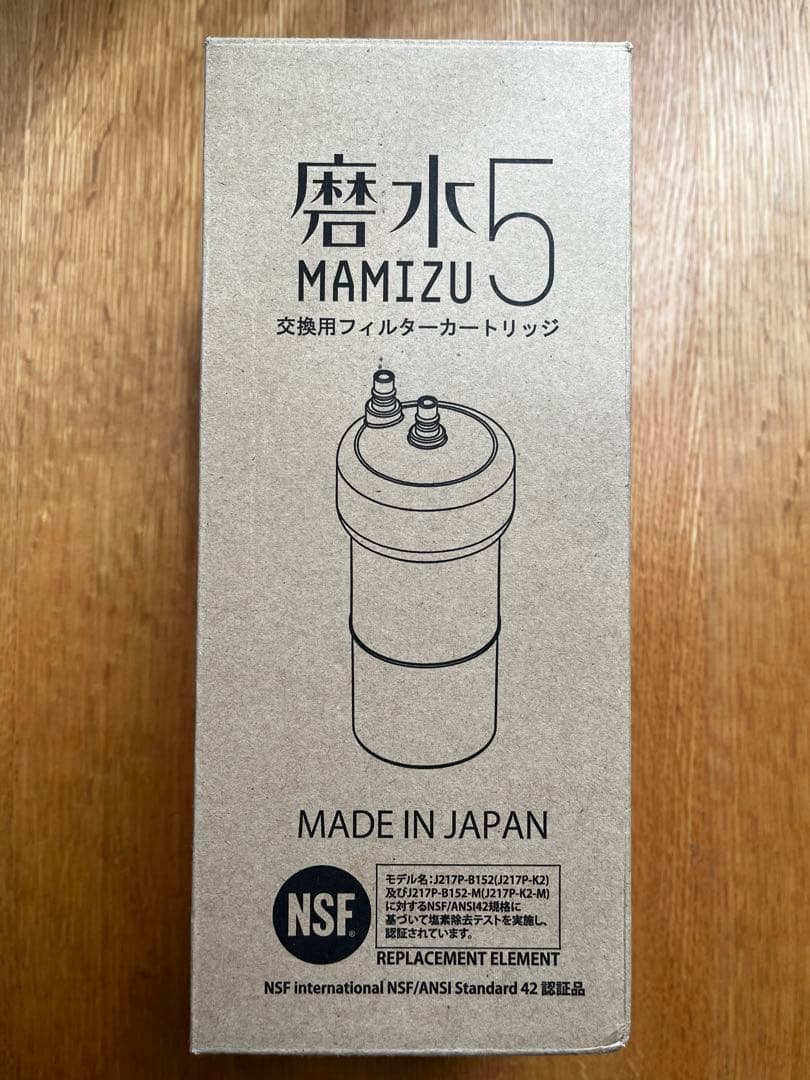 磨水5
MAMIZU
交換用フィルターカートリッジ
MADE IN JAPAN
NSF®
モデル名:J217P-B152(J217P-K2)
及びJ217P-B152-M(J217P-K2-M)
に対するNSF/ANSI42規格に
基づいて塩素除去テストを実施し、
認証されています。
REPLACEMENT ELEMENT
NSF international NSF/ANSI Standard 42 認証品